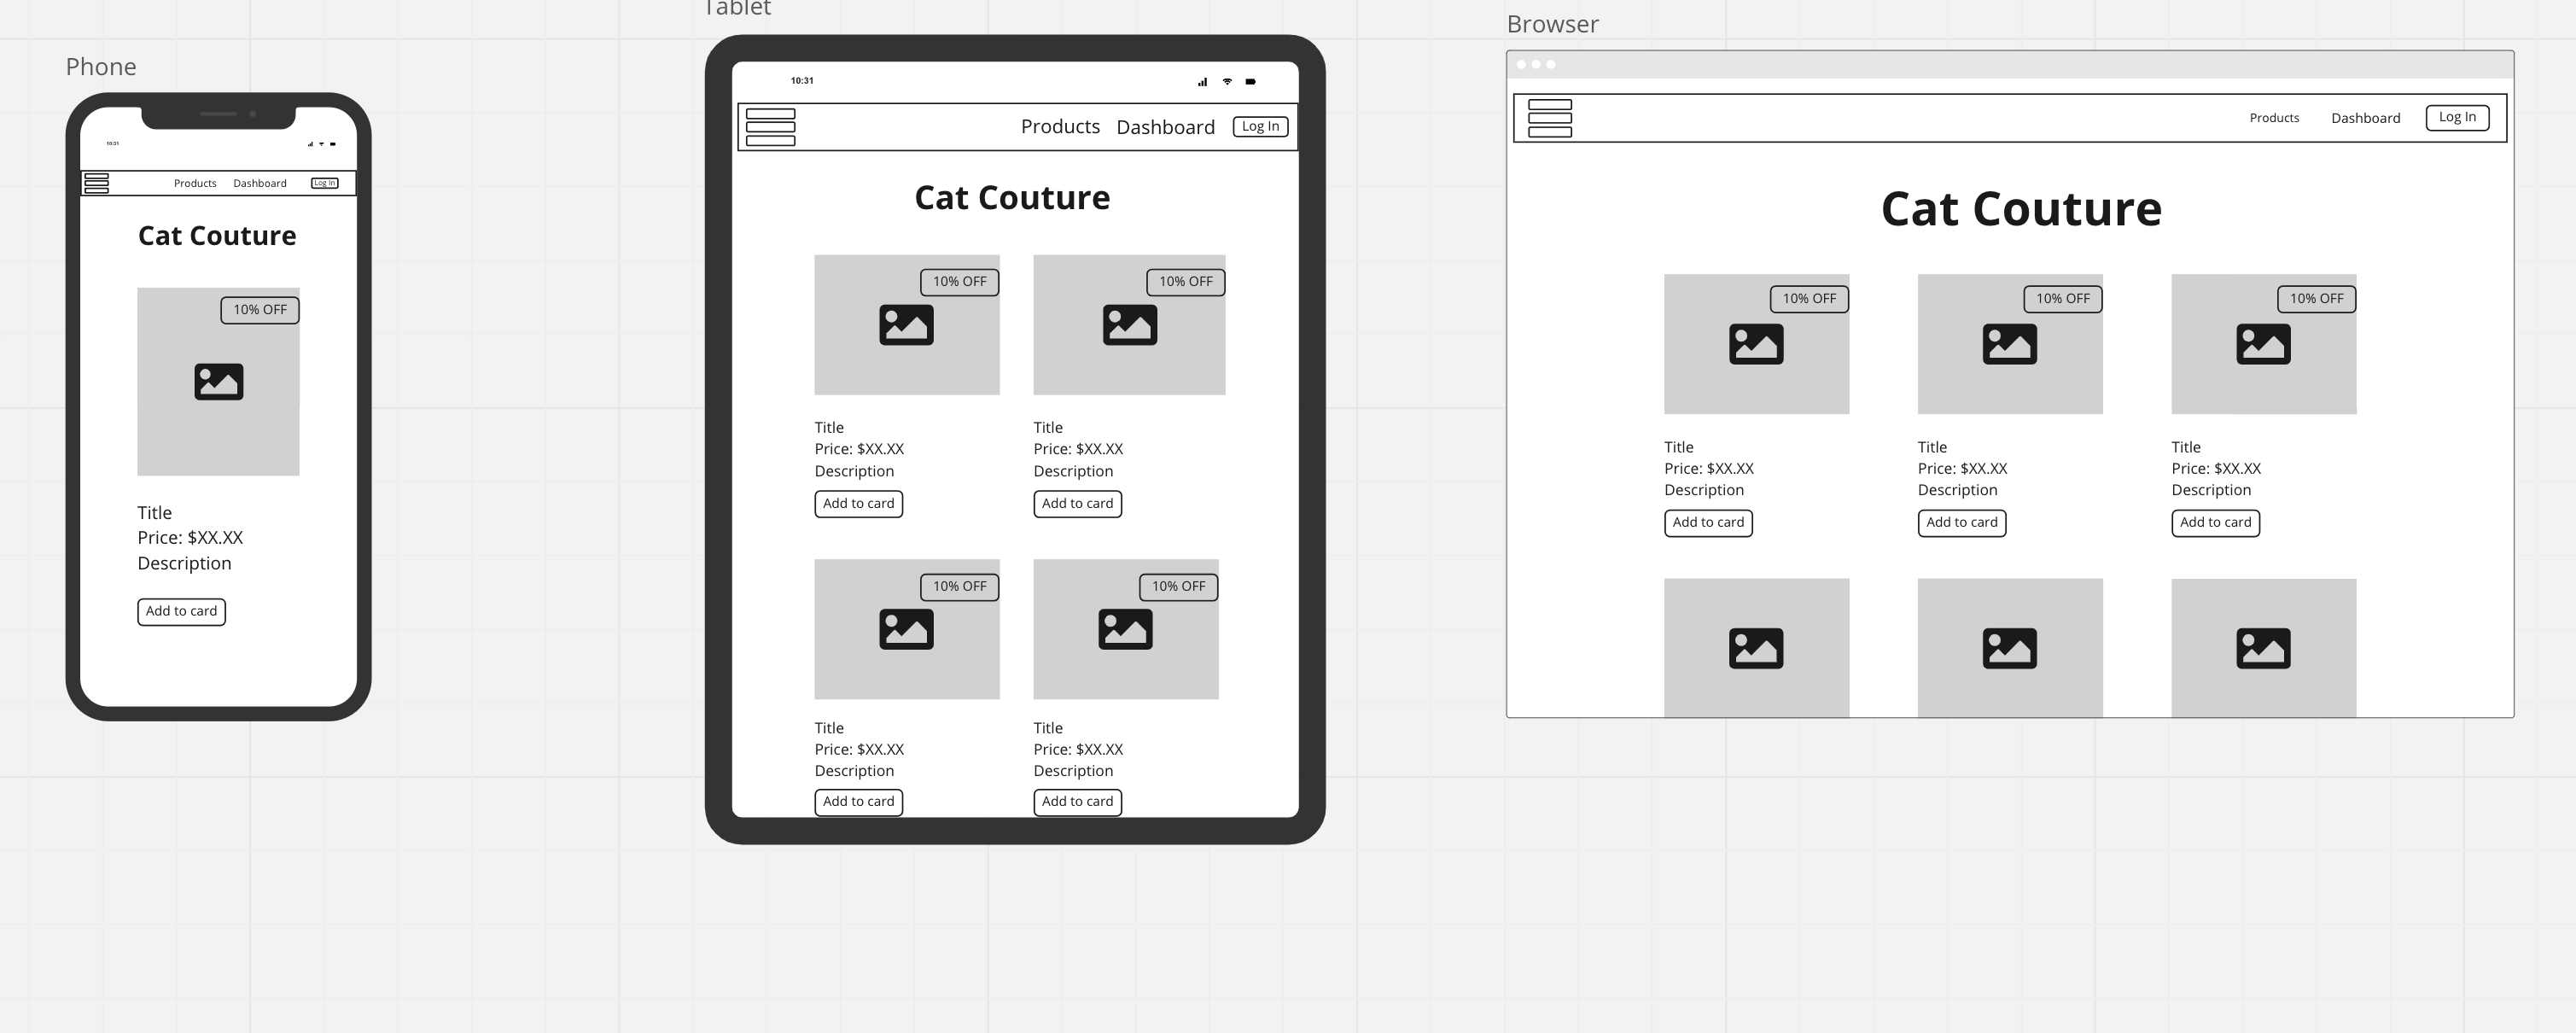 Phone
10:31
Products Dashboard Log In
Cat Couture
10% OFF
Title
Price: $XX.XX
Description
Add to card
Tablet
10:31
Products Dashboard Log In
Cat Couture
10% OFF 10% OFF
Title Title
Price: $XX.XX Price: $XX.XX
Description Description
Add to card Add to card
10% OFF 10% OFF
Title Title
Price: $XX.XX Price: $XX.XX
Description Description
Add to card Add to card
Browser
Products Dashboard Log In
Cat Couture
10% OFF 10% OFF 10% OFF
Title Title Title
Price: $XX.XX Price: $XX.XX Price: $XX.XX
Description Description Description
Add to card Add to card Add to card